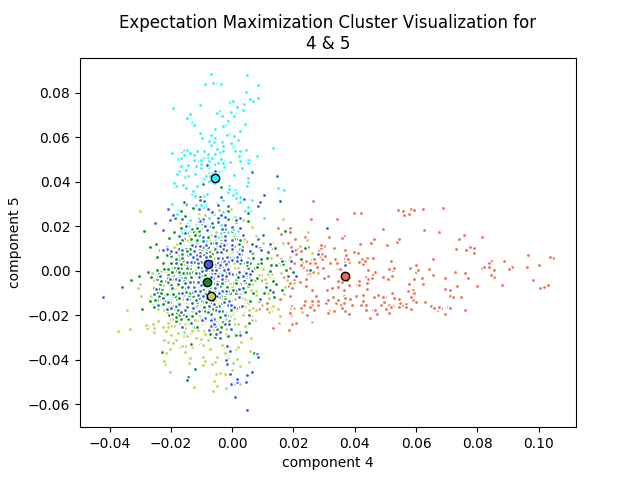 Expectation Maximization Cluster Visualization for
4 & 5
0.08
0.06
0.04
0.02
0.00
−0.02
−0.04
−0.06
component 5
−0.04 −0.02 0.00 0.02 0.04 0.06 0.08 0.10
component 4